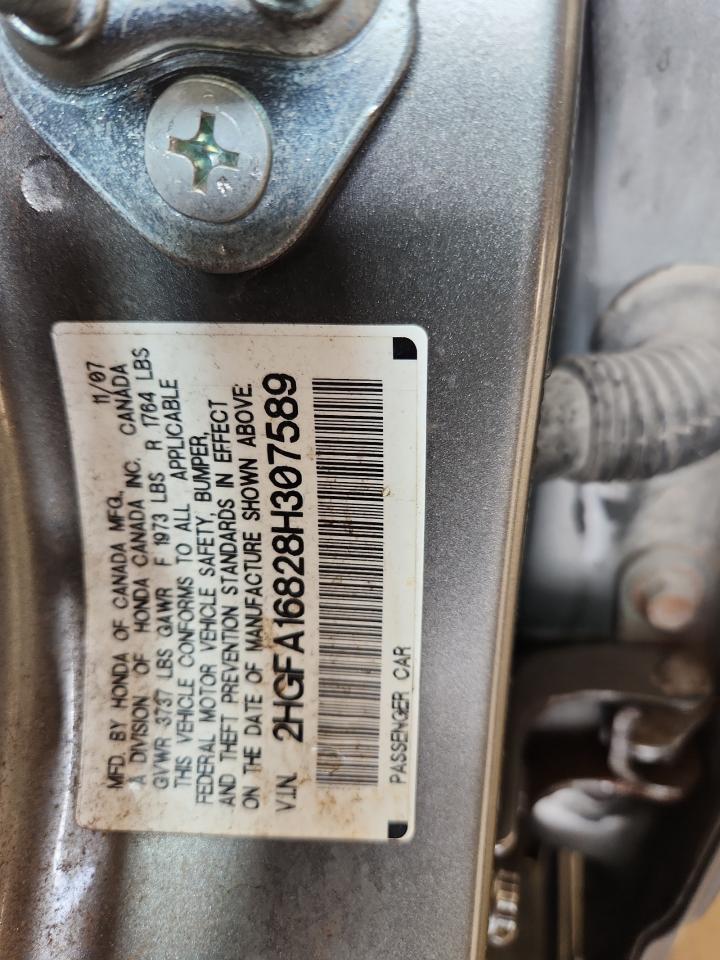 MFD. BY HONDA OF CANADA MFG., 11/07
A DIVISION OF HONDA CANADA INC. CANADA
GVWR 3737 LBS GAWR F 1973 LBS R 1764 LBS
THIS VEHICLE CONFORMS TO ALL APPLICABLE
FEDERAL MOTOR VEHICLE SAFETY, BUMPER,
AND THEFT PREVENTION STANDARDS IN EFFECT
ON THE DATE OF MANUFACTURE SHOWN ABOVE.
VIN 2HGFA16828H307589
PASSENGER CAR